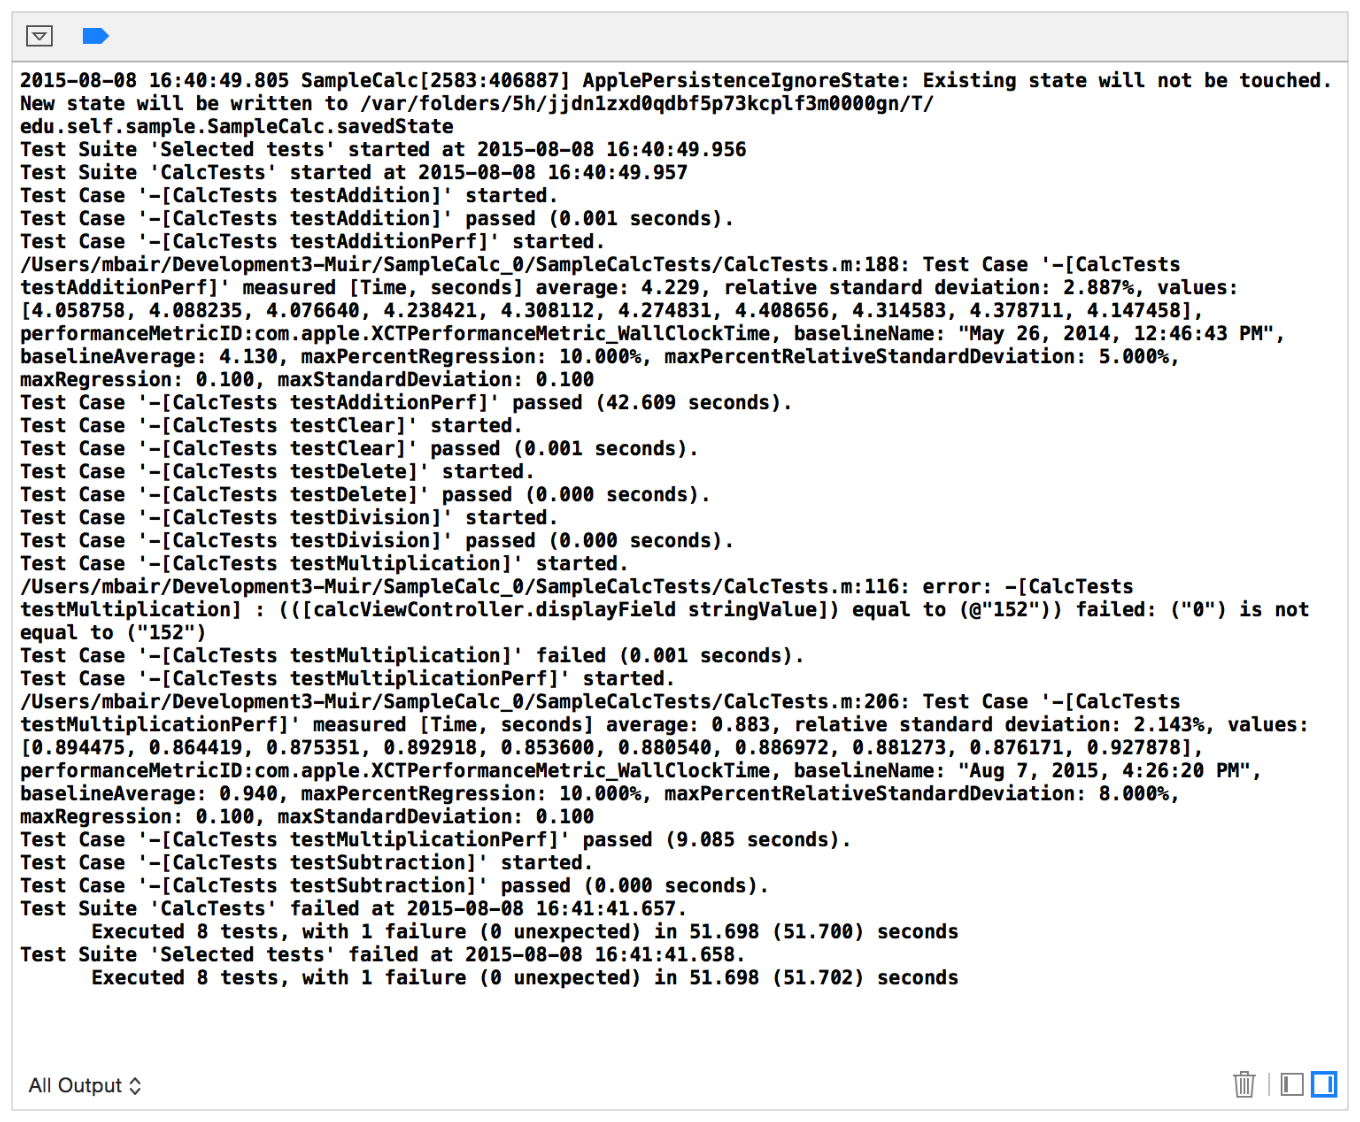 2015-08-08 16:40:49.805 SampleCalc[2583:406887] ApplePersistenceIgnoreState: Existing state will not be touched.
New state will be written to /var/folders/5h/jjdn1zxd0qdbf5p73kcplf3m0000gn/T/
edu.self.sample.SampleCalc.savedState
Test Suite 'Selected tests' started at 2015-08-08 16:40:49.956
Test Suite 'CalcTests' started at 2015-08-08 16:40:49.957
Test Case '-[CalcTests testAddition]' started.
Test Case '-[CalcTests testAddition]' passed (0.001 seconds).
Test Case '-[CalcTests testAdditionPerf]' started.
/Users/mbair/Development3-Muir/SampleCalc_0/SampleCalcTests/CalcTests.m:188: Test Case '-[CalcTests
testAdditionPerf]' measured [Time, seconds] average: 4.229, relative standard deviation: 2.887%, values:
[4.058758, 4.088235, 4.076640, 4.238421, 4.308112, 4.274831, 4.408656, 4.314583, 4.378711, 4.147458],
performanceMetricID:com.apple.XCTPerformanceMetric_WallClockTime, baselineName: "May 26, 2014, 12:46:43 PM",
baselineAverage: 4.130, maxPercentRegression: 10.000%, maxPercentRelativeStandardDeviation: 5.000%,
maxRegression: 0.100, maxStandardDeviation: 0.100
Test Case '-[CalcTests testAdditionPerf]' passed (42.609 seconds).
Test Case '-[CalcTests testClear]' started.
Test Case '-[CalcTests testClear]' passed (0.001 seconds).
Test Case '-[CalcTests testDelete]' started.
Test Case '-[CalcTests testDelete]' passed (0.000 seconds).
Test Case '-[CalcTests testDivision]' started.
Test Case '-[CalcTests testDivision]' passed (0.000 seconds).
Test Case '-[CalcTests testMultiplication]' started.
/Users/mbair/Development3-Muir/SampleCalc_0/SampleCalcTests/CalcTests.m:116: error: -[CalcTests
testMultiplication] : (([calcViewController.displayField stringValue]) equal to (@"152")) failed: ("0") is not
equal to ("152")
Test Case '-[CalcTests testMultiplication]' failed (0.001 seconds).
Test Case '-[CalcTests testMultiplicationPerf]' started.
/Users/mbair/Development3-Muir/SampleCalc_0/SampleCalcTests/CalcTests.m:206: Test Case '-[CalcTests
testMultiplicationPerf]' measured [Time, seconds] average: 0.883, relative standard deviation: 2.143%, values:
[0.894475, 0.864419, 0.875351, 0.892918, 0.853600, 0.880540, 0.886972, 0.881273, 0.876171, 0.927878],
performanceMetricID:com.apple.XCTPerformanceMetric_WallClockTime, baselineName: "Aug 7, 2015, 4:26:20 PM",
baselineAverage: 0.940, maxPercentRegression: 10.000%, maxPercentRelativeStandardDeviation: 8.000%,
maxRegression: 0.100, maxStandardDeviation: 0.100
Test Case '-[CalcTests testMultiplicationPerf]' passed (9.085 seconds).
Test Case '-[CalcTests testSubtraction]' started.
Test Case '-[CalcTests testSubtraction]' passed (0.000 seconds).
Test Suite 'CalcTests' failed at 2015-08-08 16:41:41.657.
Executed 8 tests, with 1 failure (0 unexpected) in 51.698 (51.700) seconds
Test Suite 'Selected tests' failed at 2015-08-08 16:41:41.658.
Executed 8 tests, with 1 failure (0 unexpected) in 51.698 (51.702) seconds
All Output